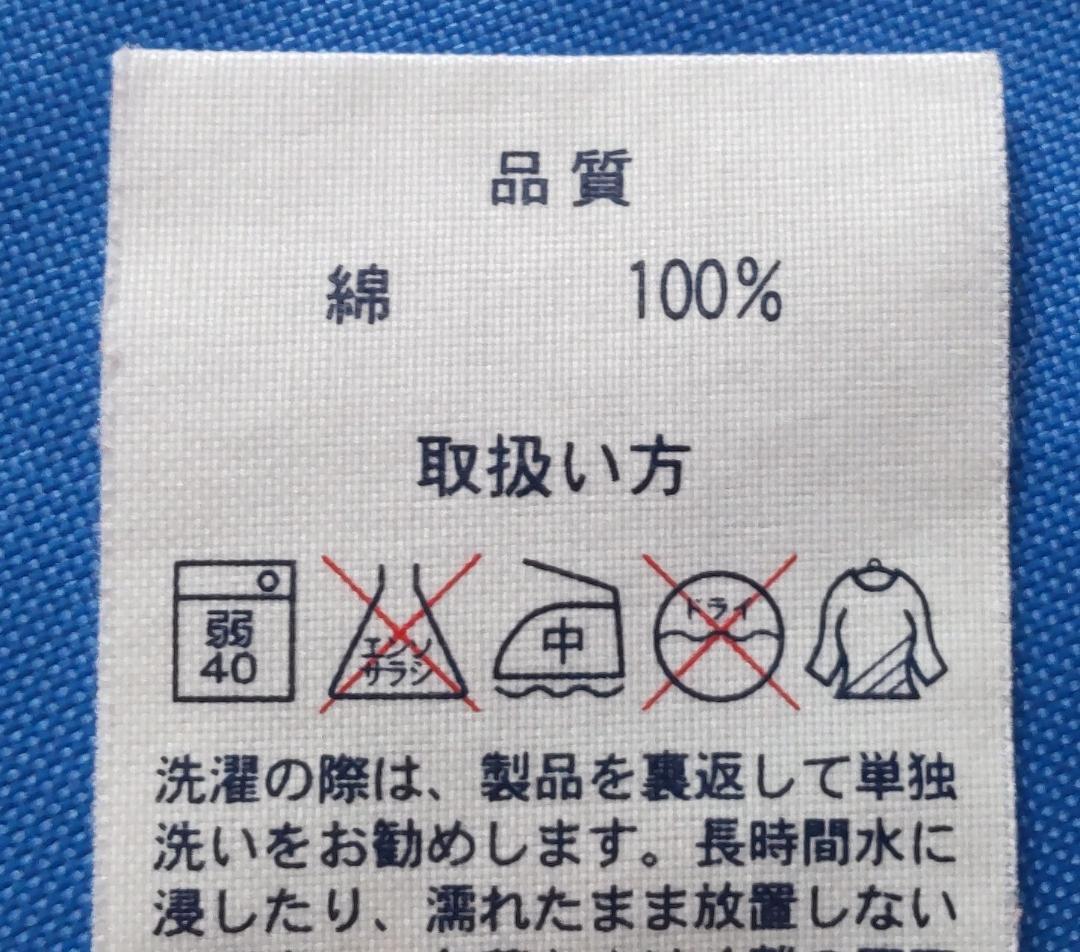 品質
綿 100%
取扱い方
弱 40 エンソ サラシ 中 ドライ
洗濯の際は、製品を裏返して単独
洗いをお勧めします。長時間水に
浸したり、濡れたまま放置しない